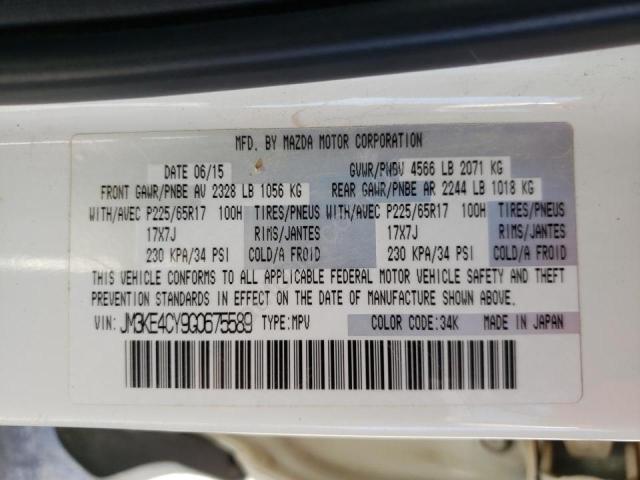 MFD. BY MAZDA MOTOR CORPORATION
DATE 06/15 GVWR/PNBV 4566 LB 2071 KG
FRONT GAWR/PNBE AV 2328 LB 1056 KG REAR GAWR/PNBE AR 2244 LB 1018 KG
WITH/AVEC P225/65R17 100H TIRES/PNEUS WITH/AVEC P225/65R17 100H TIRES/PNEUS
17X7J RIMS/JANTES 17X7J RIMS/JANTES
230 KPA/34 PSI COLD/A FROID 230 KPA/34 PSI COLD/A FROID
THIS VEHICLE CONFORMS TO ALL APPLICABLE FEDERAL MOTOR VEHICLE SAFETY AND THEFT
PREVENTION STANDARDS IN EFFECT ON THE DATE OF MANUFACTURE SHOWN ABOVE.
VIN: JM3KE4CY9G0675589 TYPE: MPV COLOR CODE: 34K MADE IN JAPAN